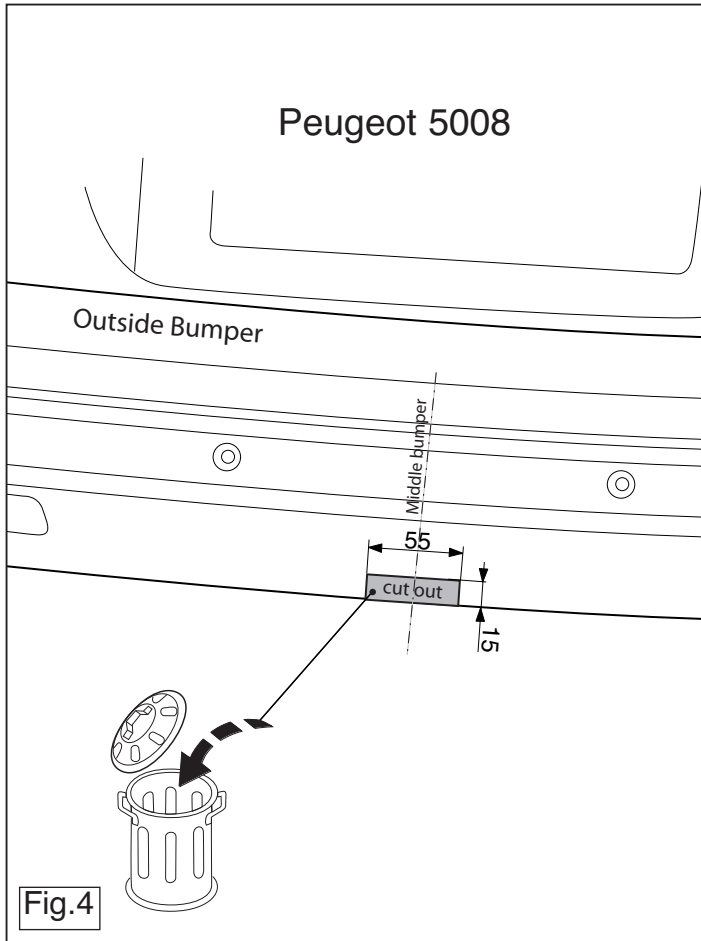 Peugeot 5008
Outside Bumper
Middle bumper
55
cut out
15
Fig.4